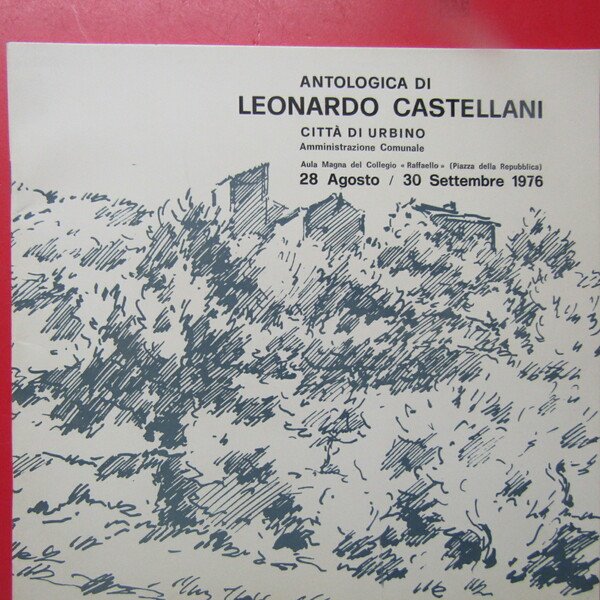 ANTOLOGICA DI
LEONARDO CASTELLANI
CITTÀ DI URBINO
Amministrazione Comunale
Aula Magna del Collegio «Raffaello» (Piazza della Repubblica)
28 Agosto / 30 Settembre 1976